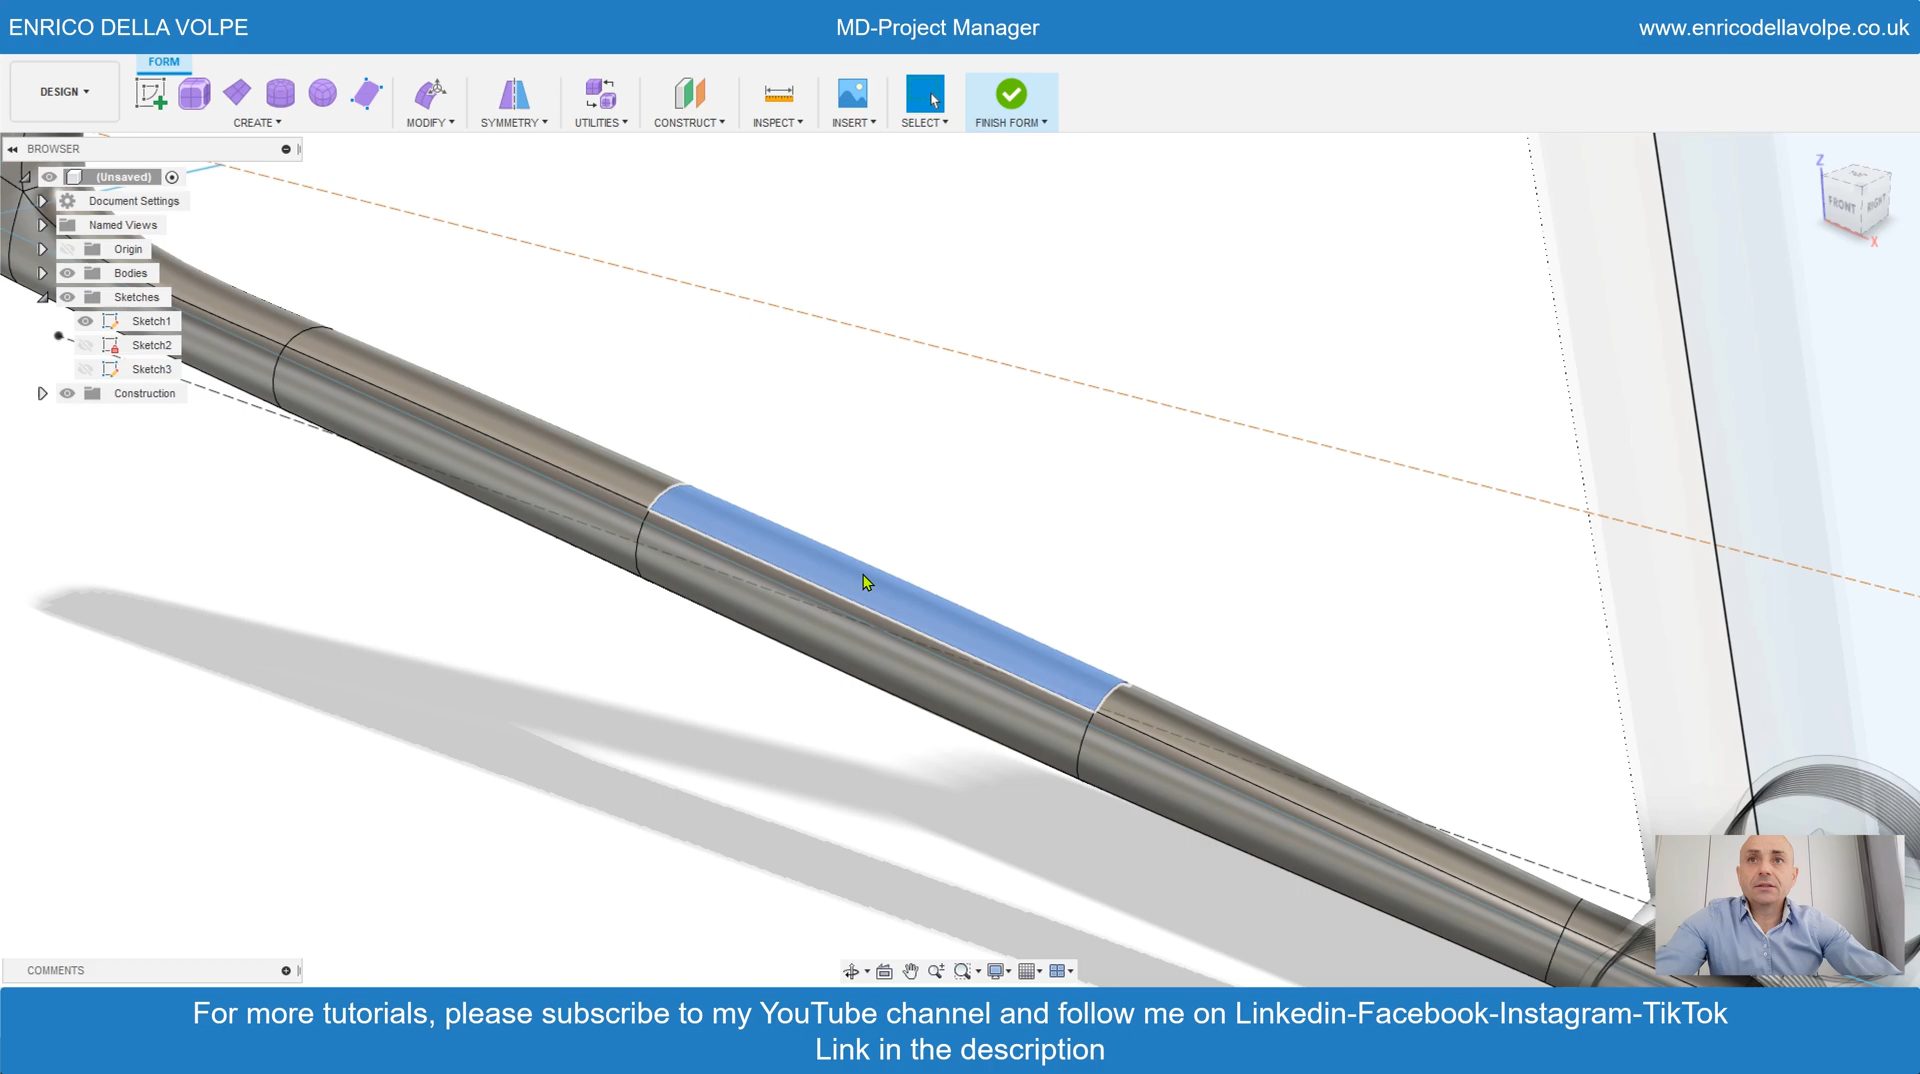 ENRICO DELLA VOLPE
MD-Project Manager
www.enricodellavolpe.co.uk
FORM
DESIGN
CREATE
MODIFY
SYMMETRY
UTILITIES
CONSTRUCT
INSPECT
INSERT
SELECT
FINISH FORM
BROWSER
(Unsaved)
Document Settings
Named Views
Origin
Bodies
Sketches
Sketch1
Sketch2
Sketch3
Construction
Z
TOP
FRONT
RIGHT
X
COMMENTS
For more tutorials, please subscribe to my YouTube channel and follow me on Linkedin-Facebook-Instagram-TikTok
Link in the description